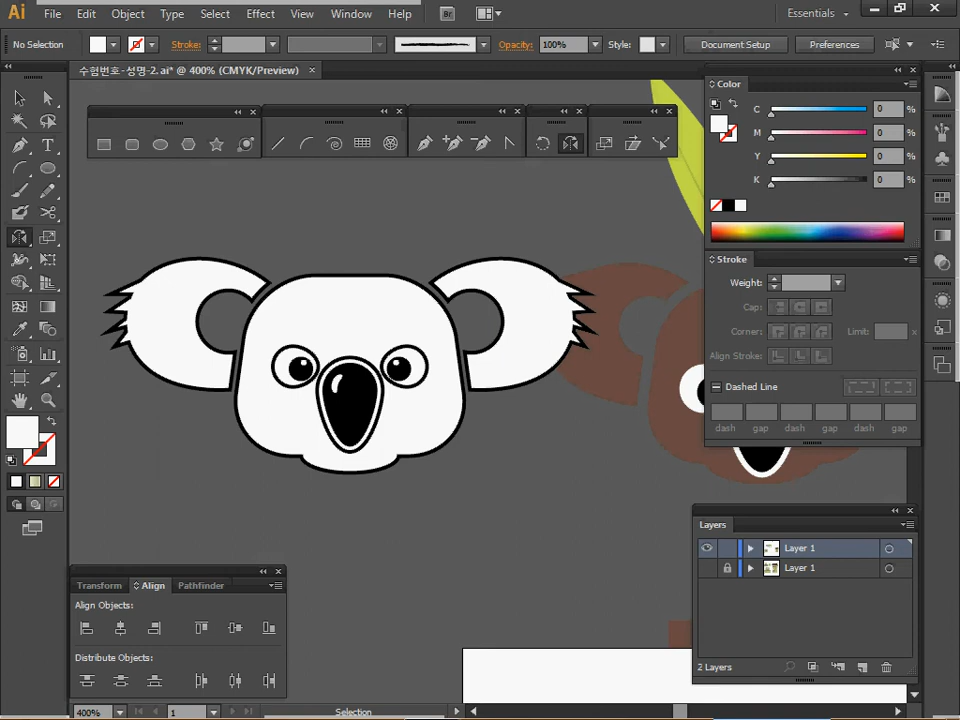 Ai File Edit Object Type Select Effect View Window Help Br Essentials
No Selection Stroke: Opacity: 100% Style: Document Setup Preferences
수험번호-성명-2.ai* @ 400% (CMYK/Preview)
Color
C 0 %
M 0 %
Y 0 %
K 0 %
Stroke
Weight:
Cap:
Corner: Limit: x
Align Stroke:
Dashed Line
dash gap dash gap dash gap
Layers
Layer 1
Layer 1
2 Layers
Transform Align Pathfinder
Align Objects:
Distribute Objects:
400% 1 Selection